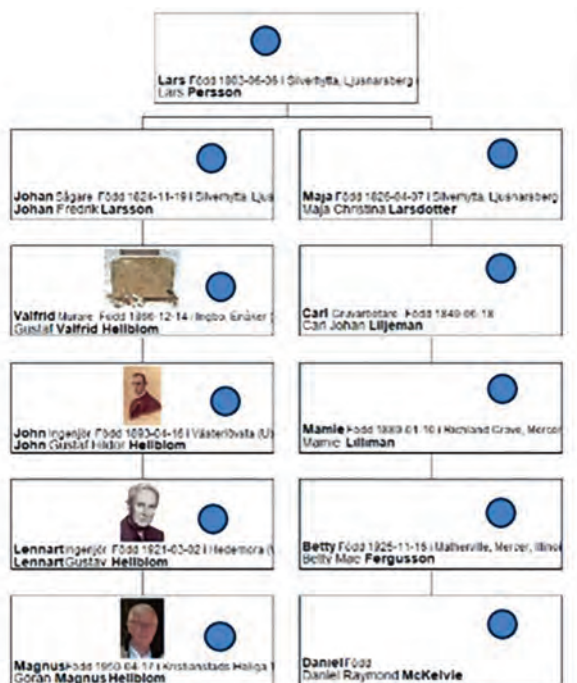 Lars Född 1803-06-06 i Silverhytta, Ljusnarsberg
Lars Persson
Johan Sågare. Född 1824-11-19 i Silverhytta, Ljus
Johan Fredrik Larsson
Maja Född 1826-04-07 i Silverhytta, Ljusnarsberg
Maja Christina Larsdotter
Valfrid Murare. Född 1866-12-14 i Ingbo, Enåker
Gustaf Valfrid Hellblom
Carl Gruvarbetare. Född 1849-06-18
Carl Johan Liljeman
John Ingenjör. Född 1893-04-16 i Västerlövsta (U
John Gustaf Hildor Hellblom
Mamie Född 1889-01-10 i Richland Grove, Mercer
Mamie Lilliman
Lennart Ingenjör. Född 1921-03-02 i Hedemora
Lennart Gustav Hellblom
Betty Född 1925-11-15 i Matherville, Mercer, Illinoi
Betty Mae Fergusson
Magnus Född 1950-04-17 i Kristianstads Heliga T
Göran Magnus Hellblom
Daniel Född
Daniel Raymond McKelvie